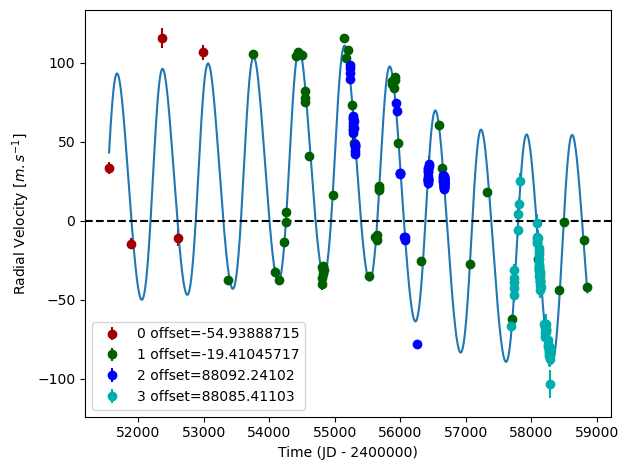 Radial Velocity [m. s⁻¹]
100
50
0
−50
−100
0 offset=-54.93888715
1 offset=-19.41045717
2 offset=88092.24102
3 offset=88085.41103
52000 53000 54000 55000 56000 57000 58000 59000
Time (JD - 2400000)